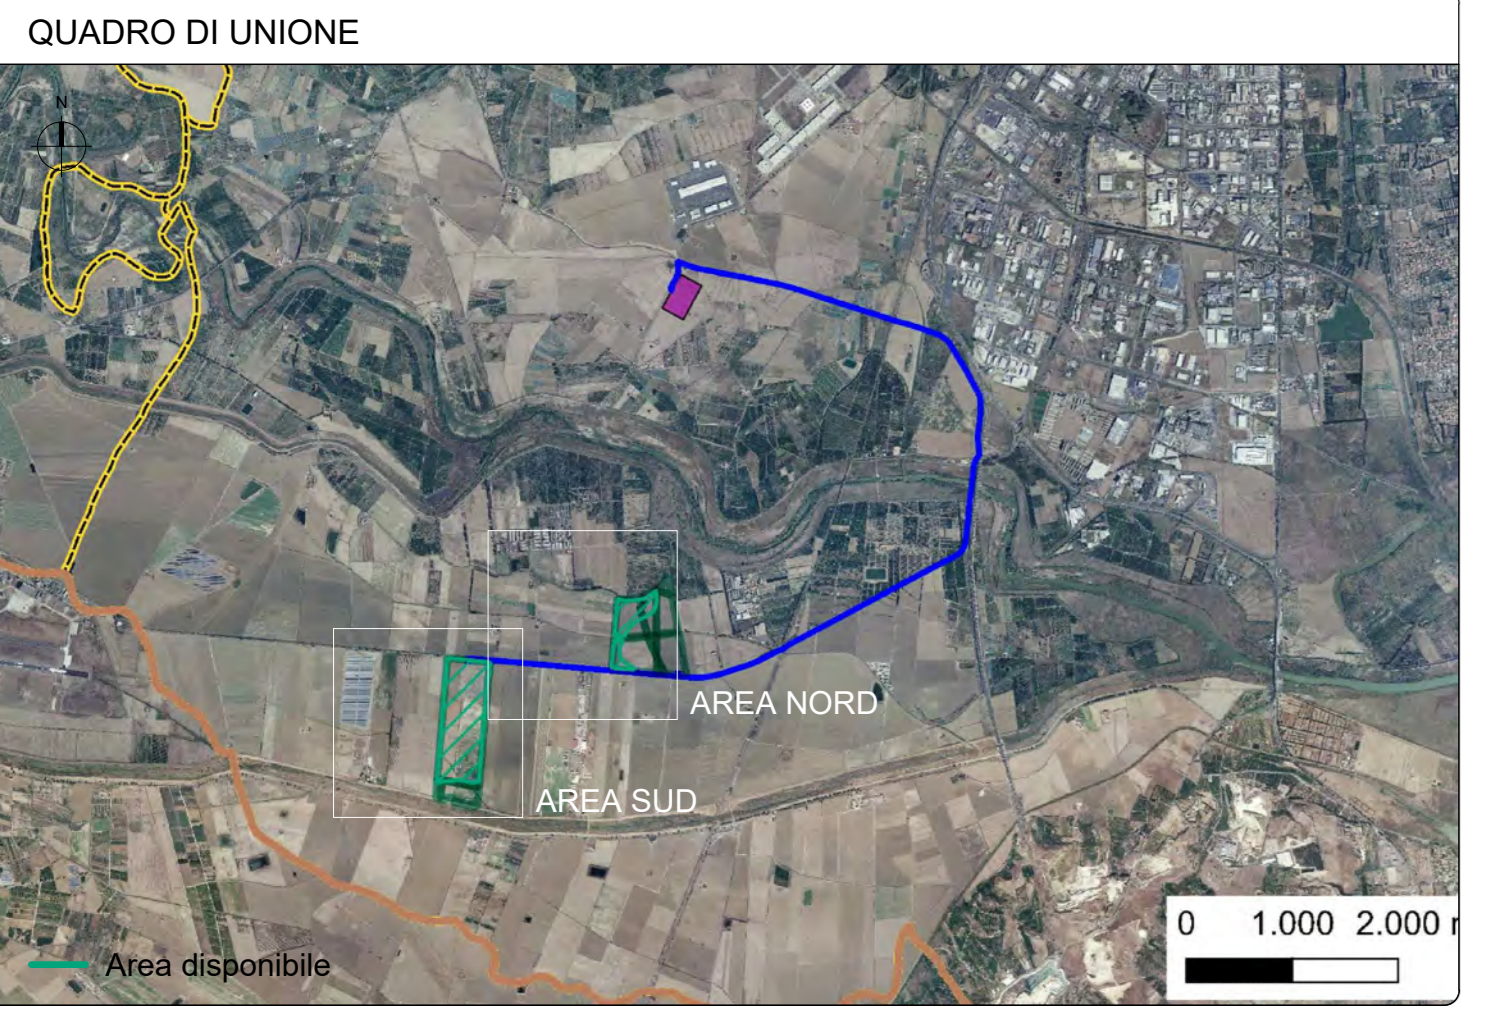 QUADRO DI UNIONE
N
AREA NORD
AREA SUD
Area disponibile
0 1.000 2.000